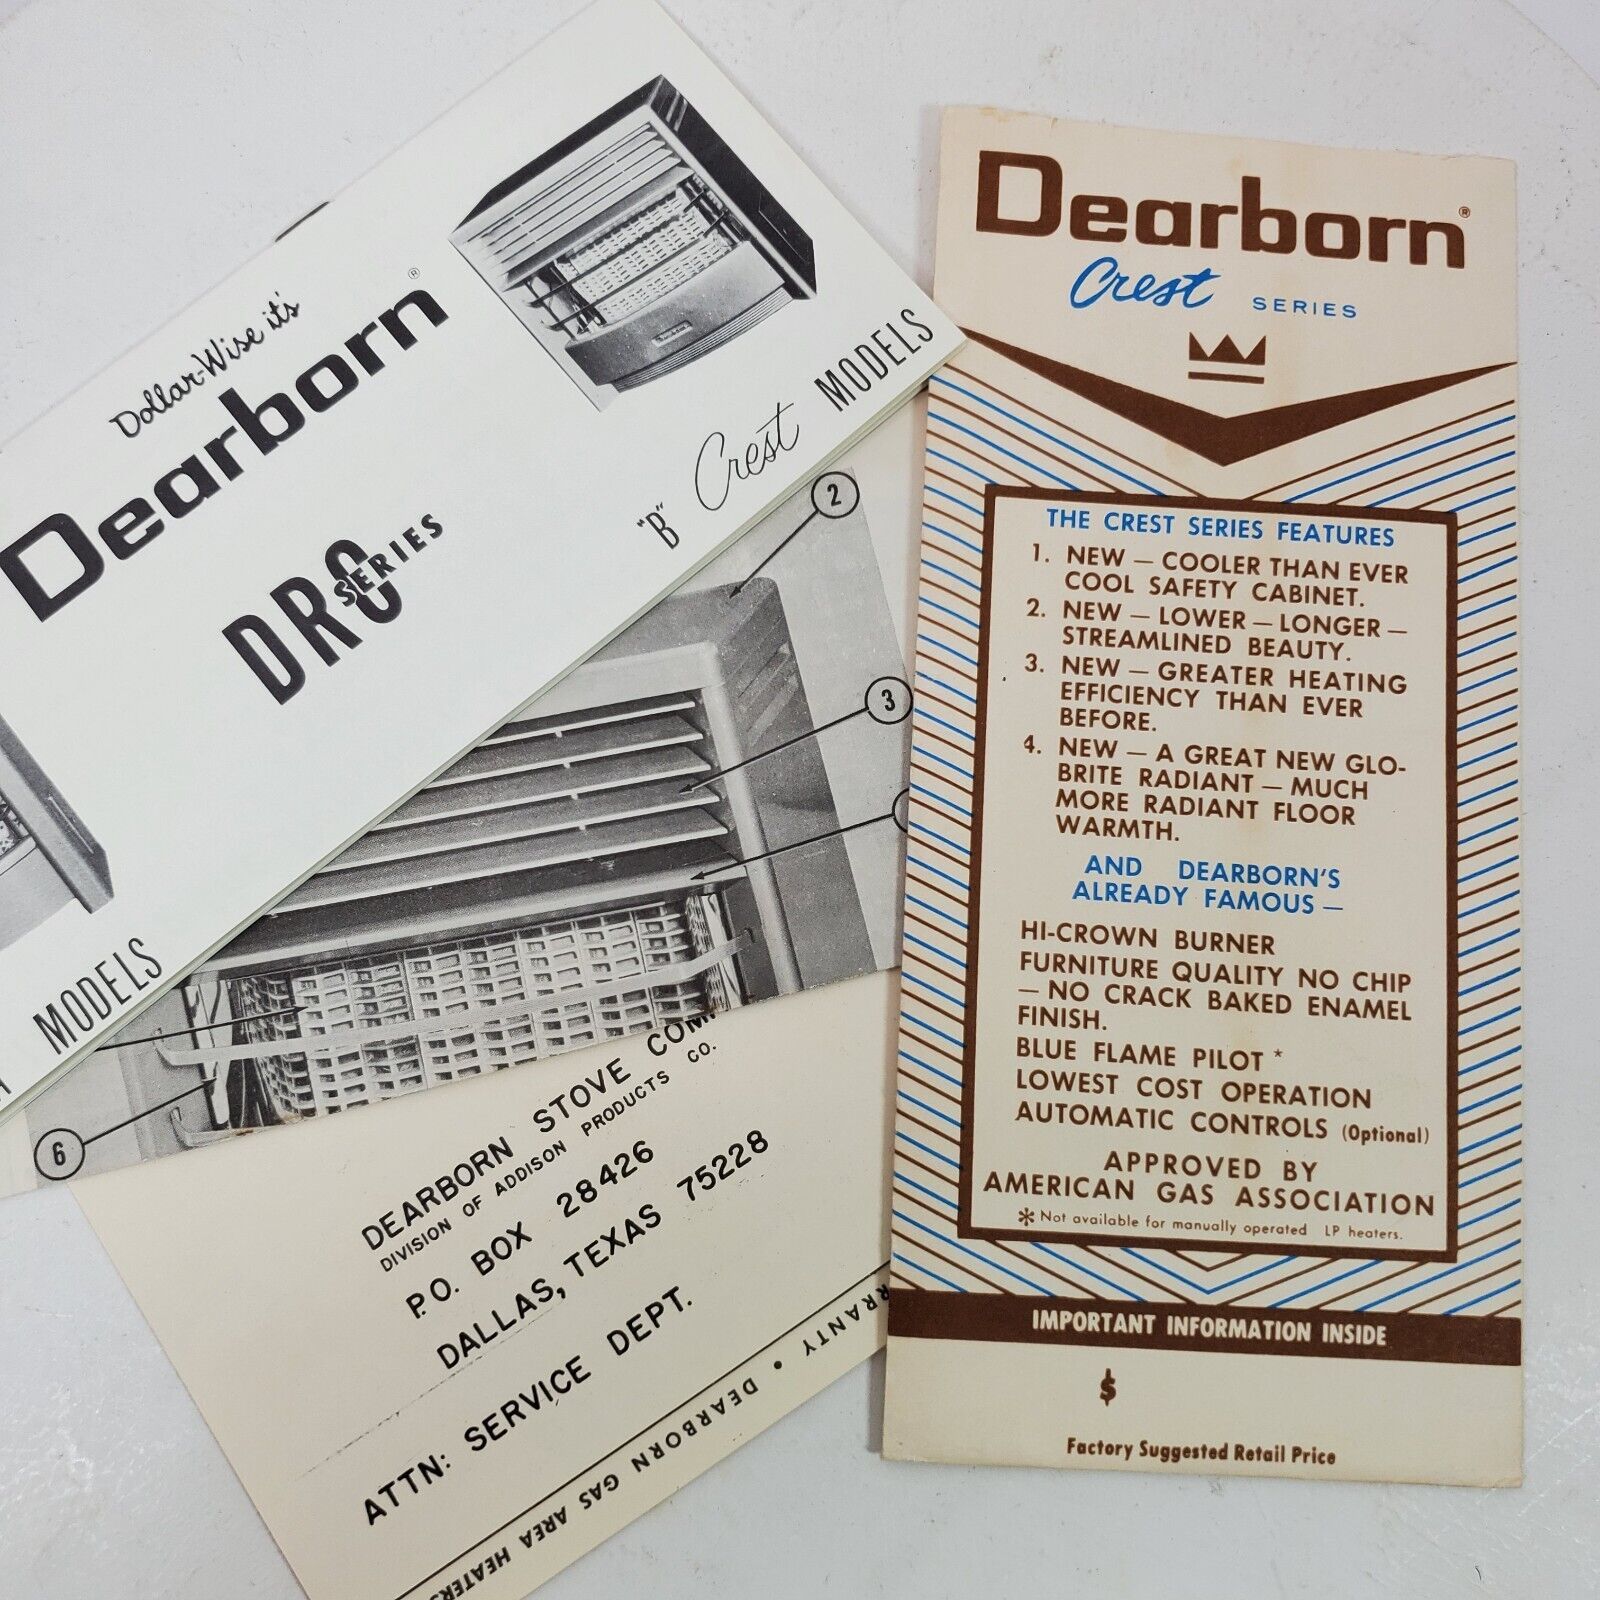 Dollar-Wise it's
Dearborn®
DRC SERIES
"B" Crest MODELS
MODELS
2
3
6
DEARBORN STOVE
DIVISION OF ADDISON PRODUCTS CO.
P.O. BOX 28426
DALLAS, TEXAS 75228
ATTN: SERVICE DEPT.
DEARBORN GAS AREA HEATERS
•
Dearborn®
Crest SERIES
THE CREST SERIES FEATURES
1. NEW — COOLER THAN EVER
COOL SAFETY CABINET.
2. NEW — LOWER — LONGER —
STREAMLINED BEAUTY.
3. NEW — GREATER HEATING
EFFICIENCY THAN EVER
BEFORE.
4. NEW — A GREAT NEW GLO-
BRITE RADIANT — MUCH
MORE RADIANT FLOOR
WARMTH.
AND DEARBORN'S
ALREADY FAMOUS —
HI-CROWN BURNER
FURNITURE QUALITY NO CHIP
— NO CRACK BAKED ENAMEL
FINISH.
BLUE FLAME PILOT *
LOWEST COST OPERATION
AUTOMATIC CONTROLS (Optional)
APPROVED BY
AMERICAN GAS ASSOCIATION
* Not available for manually operated LP heaters.
IMPORTANT INFORMATION INSIDE
$
Factory Suggested Retail Price